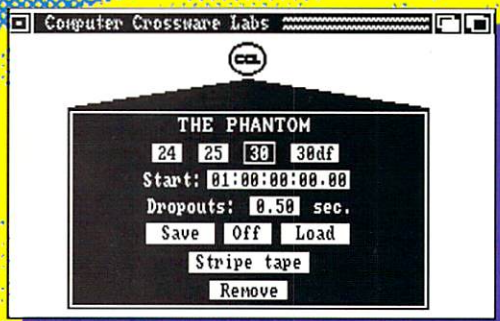 Computer Crossware Labs
CCL
THE PHANTOM
24 25 30 30df
Start: 01:00:00:00.00
Dropouts: 0.50 sec.
Save Off Load
Stripe tape
Remove